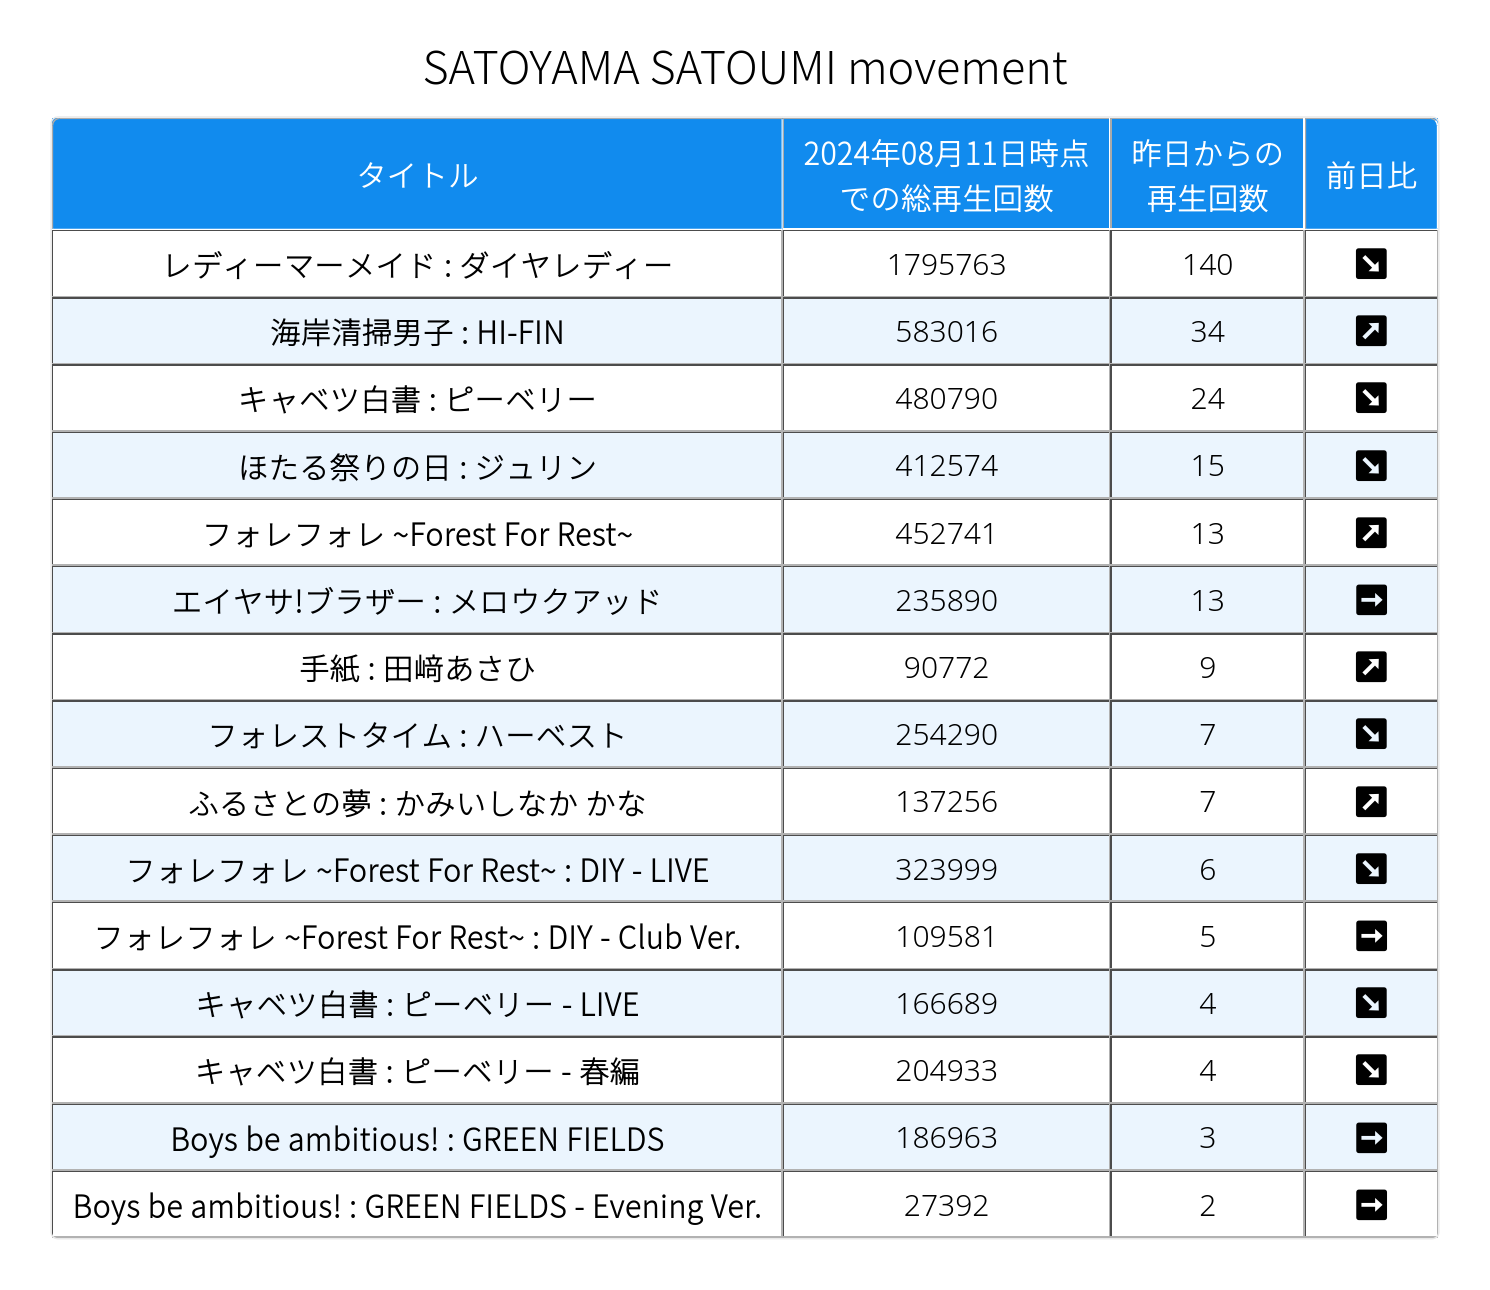 SATOYAMA SATOUMI movement
タイトル 2024年08月11日時点 昨日からの 前日比
での総再生回数 再生回数
レディーマーメイド : ダイヤレディー 1795763 140 ↘
海岸清掃男子 : HI-FIN 583016 34 ↗
キャベツ白書 : ピーベリー 480790 24 ↘
ほたる祭りの日 : ジュリン 412574 15 ↘
フォレフォレ ~Forest For Rest~ 452741 13 ↗
エイヤサ!ブラザー : メロウクアッド 235890 13 →
手紙 : 田﨑あさひ 90772 9 ↗
フォレストタイム : ハーベスト 254290 7 ↘
ふるさとの夢 : かみいしなか かな 137256 7 ↗
フォレフォレ ~Forest For Rest~ : DIY - LIVE 323999 6 ↘
フォレフォレ ~Forest For Rest~ : DIY - Club Ver. 109581 5 →
キャベツ白書 : ピーベリー - LIVE 166689 4 ↘
キャベツ白書 : ピーベリー - 春編 204933 4 ↘
Boys be ambitious! : GREEN FIELDS 186963 3 →
Boys be ambitious! : GREEN FIELDS - Evening Ver. 27392 2 →